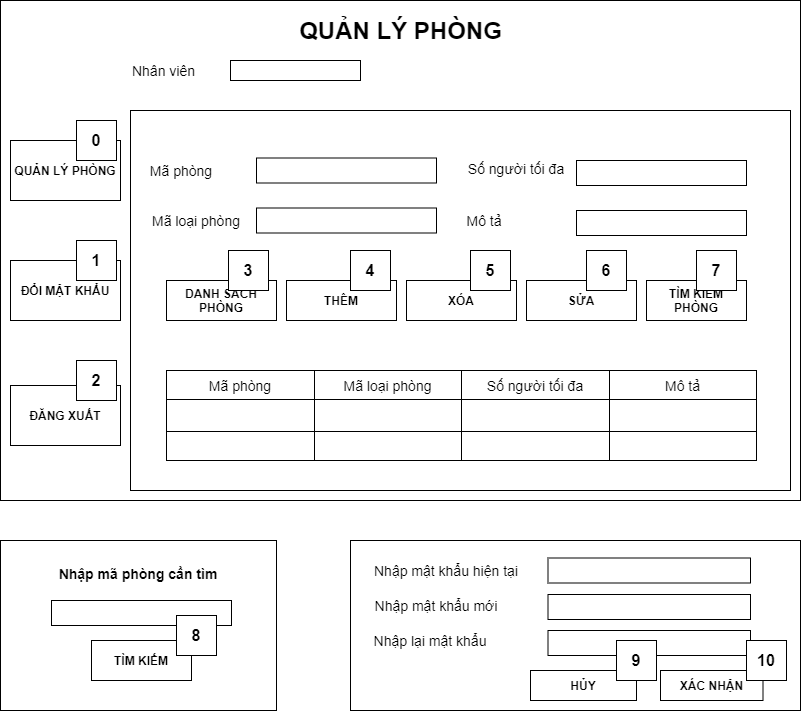 QUẢN LÝ PHÒNG
Nhân viên
0
QUẢN LÝ PHÒNG
Mã phòng
Số người tối đa
Mã loại phòng
Mô tả
1
ĐỔI MẬT KHẨU
3
DANH SÁCH
PHÒNG
4
THÊM
5
XÓA
6
SỬA
7
TÌM KIẾM
PHÒNG
2
ĐĂNG XUẤT
Mã phòng
Mã loại phòng
Số người tối đa
Mô tả
Nhập mã phòng cần tìm
8
TÌM KIẾM
Nhập mật khẩu hiện tại
Nhập mật khẩu mới
Nhập lại mật khẩu
9
HỦY
10
XÁC NHẬN